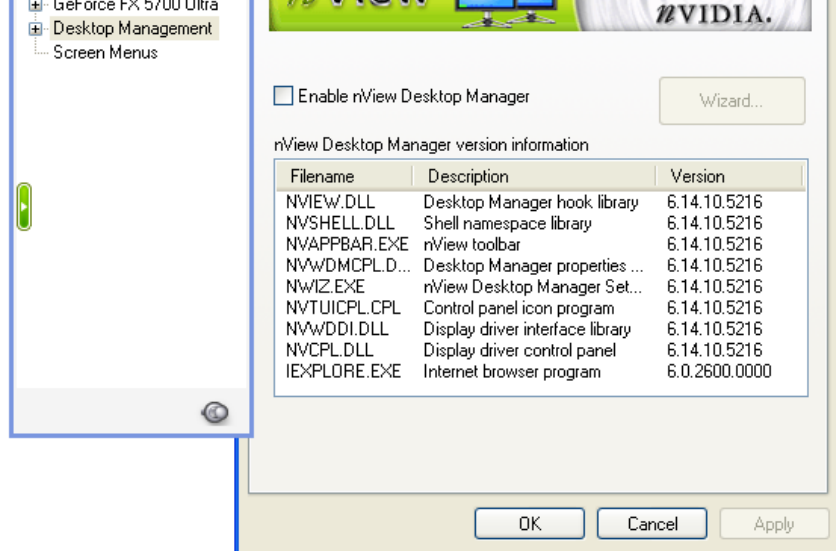 GeForce FX 5700 Ultra
Desktop Management
Screen Menus
nVIEW
nVIDIA.
Enable nView Desktop Manager
Wizard...
nView Desktop Manager version information
Filename Description Version
NVIEW.DLL Desktop Manager hook library 6.14.10.5216
NVSHELL.DLL Shell namespace library 6.14.10.5216
NVAPPBAR.EXE nView toolbar 6.14.10.5216
NVWDMCPL.D... Desktop Manager properties ... 6.14.10.5216
NWIZ.EXE nView Desktop Manager Set... 6.14.10.5216
NVTUICPL.CPL Control panel icon program 6.14.10.5216
NVWDDI.DLL Display driver interface library 6.14.10.5216
NVCPL.DLL Display driver control panel 6.14.10.5216
IEXPLORE.EXE Internet browser program 6.0.2600.0000
OK Cancel Apply